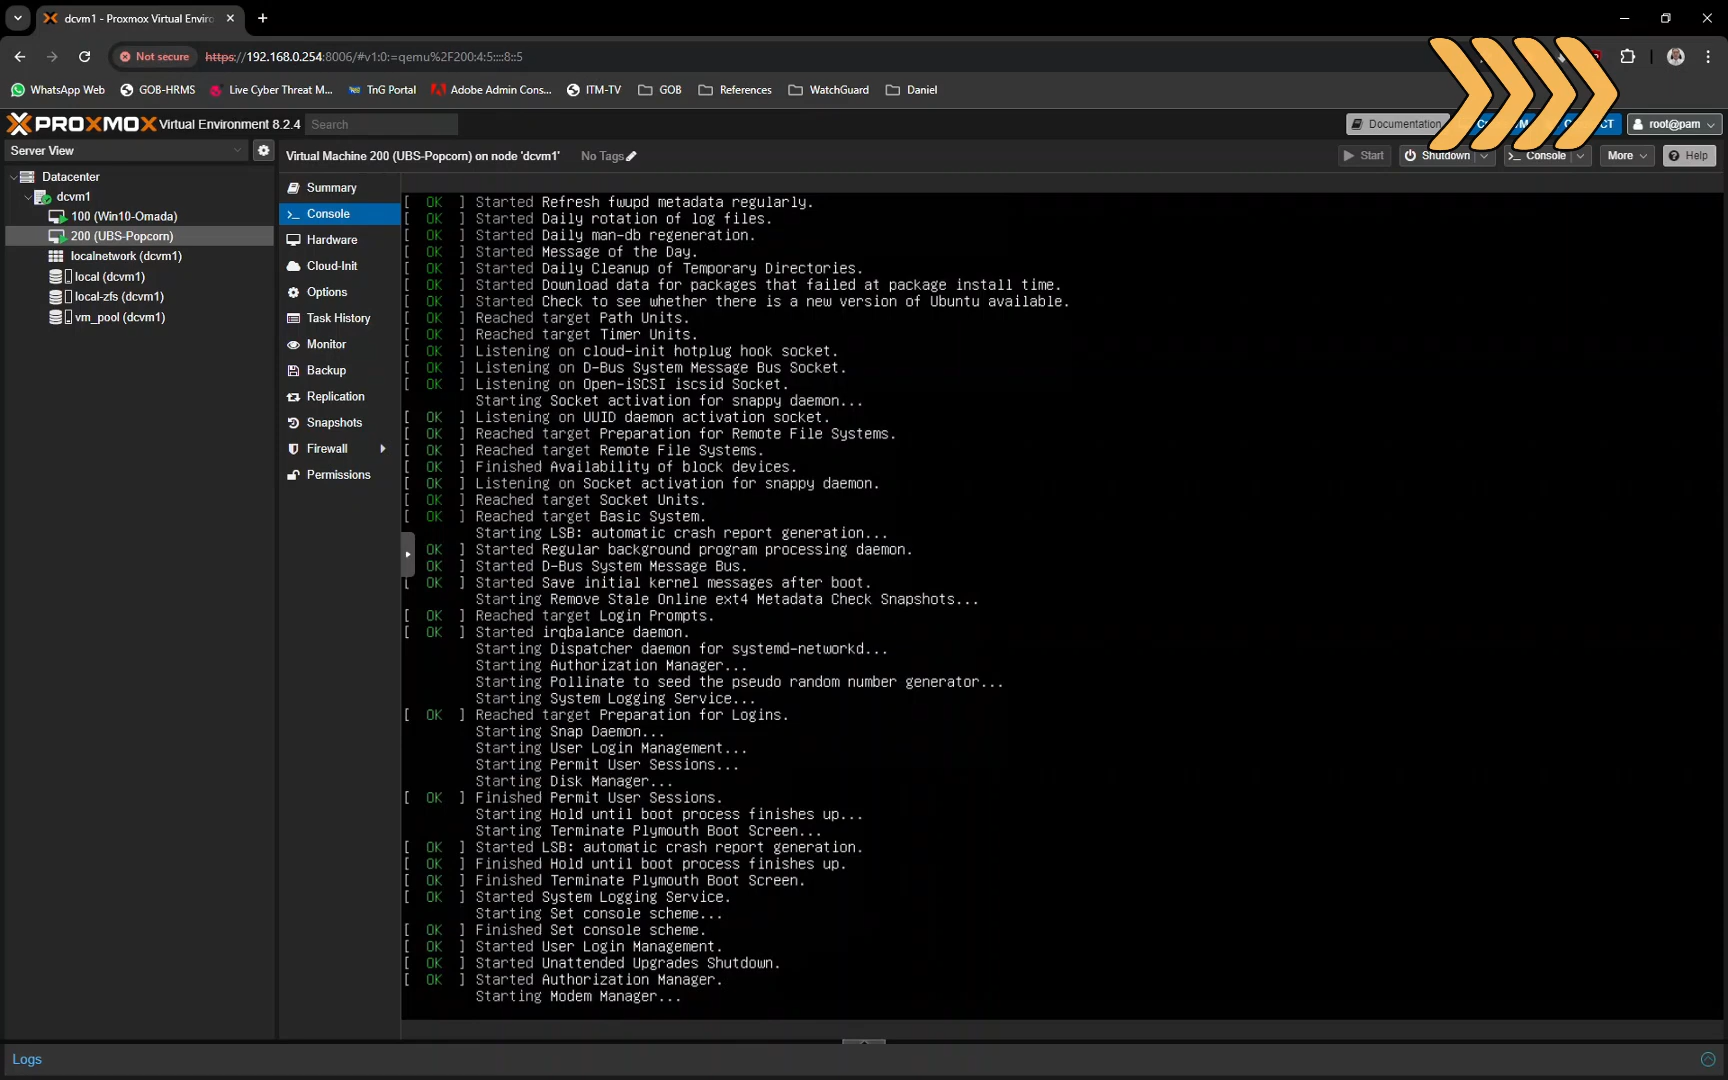 dcvm1 - Proxmox Virtual Enviro
Not secure
https://192.168.0.254:8006/#v1:0:=qemu%2F200:4:5::::8::5
WhatsApp Web
GOB-HRMS
Live Cyber Threat M...
TnG Portal
Adobe Admin Cons...
ITM-TV
GOB
References
WatchGuard
Daniel
PROXMOX Virtual Environment 8.2.4
Search
Documentation
root@pam
Server View
Virtual Machine 200 (UBS-Popcorn) on node 'dcvm1'
No Tags
Start
Shutdown
Console
More
Help
Datacenter
dcvm1
100 (Win10-Omada)
200 (UBS-Popcorn)
localnetwork (dcvm1)
local (dcvm1)
local-zfs (dcvm1)
vm_pool (dcvm1)
Summary
>_ Console
Hardware
Cloud-Init
Options
Task History
Monitor
Backup
Replication
Snapshots
Firewall
Permissions
[ OK ] Started Refresh fwupd metadata regularly.
[ OK ] Started Daily rotation of log files.
[ OK ] Started Daily man-db regeneration.
[ OK ] Started Message of the Day.
[ OK ] Started Daily Cleanup of Temporary Directories.
[ OK ] Started Download data for packages that failed at package install time.
[ OK ] Started Check to see whether there is a new version of Ubuntu available.
[ OK ] Reached target Path Units.
[ OK ] Reached target Timer Units.
[ OK ] Listening on cloud-init hotplug hook socket.
[ OK ] Listening on D-Bus System Message Bus Socket.
[ OK ] Listening on Open-iSCSI iscsid Socket.
Starting Socket activation for snappy daemon...
[ OK ] Listening on UUID daemon activation socket.
[ OK ] Reached target Preparation for Remote File Systems.
[ OK ] Reached target Remote File Systems.
[ OK ] Finished Availability of block devices.
[ OK ] Listening on Socket activation for snappy daemon.
[ OK ] Reached target Socket Units.
[ OK ] Reached target Basic System.
Starting LSB: automatic crash report generation...
OK ] Started Regular background program processing daemon.
OK ] Started D-Bus System Message Bus.
[ OK ] Started Save initial kernel messages after boot.
Starting Remove Stale Online ext4 Metadata Check Snapshots...
[ OK ] Reached target Login Prompts.
[ OK ] Started irqbalance daemon.
Starting Dispatcher daemon for systemd-networkd...
Starting Authorization Manager...
Starting Pollinate to seed the pseudo random number generator...
Starting System Logging Service...
[ OK ] Reached target Preparation for Logins.
Starting Snap Daemon...
Starting User Login Management...
Starting Permit User Sessions...
Starting Disk Manager...
[ OK ] Finished Permit User Sessions.
Starting Hold until boot process finishes up...
Starting Terminate Plymouth Boot Screen...
[ OK ] Started LSB: automatic crash report generation.
[ OK ] Finished Hold until boot process finishes up.
[ OK ] Finished Terminate Plymouth Boot Screen.
[ OK ] Started System Logging Service.
Starting Set console scheme...
[ OK ] Finished Set console scheme.
[ OK ] Started User Login Management.
[ OK ] Started Unattended Upgrades Shutdown.
[ OK ] Started Authorization Manager.
Starting Modem Manager...
Logs